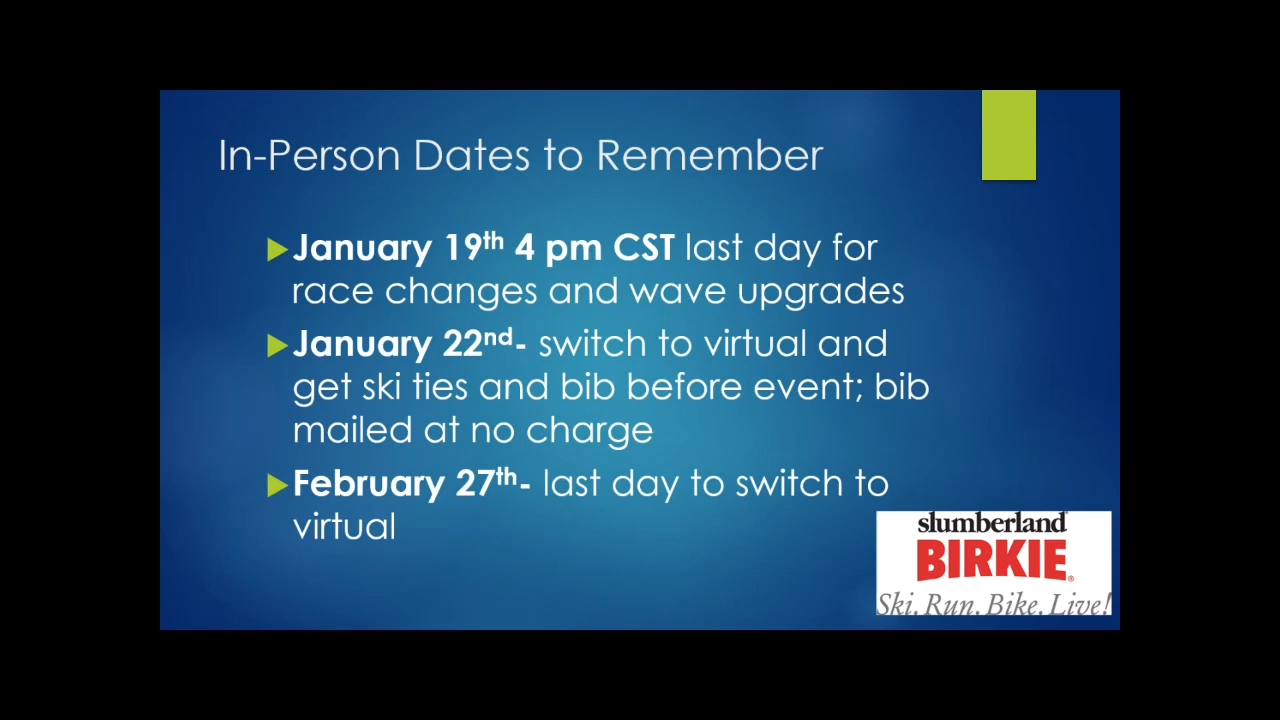 In-Person Dates to Remember
January 19th 4 pm CST last day for
race changes and wave upgrades
January 22nd- switch to virtual and
get ski ties and bib before event; bib
mailed at no charge
February 27th- last day to switch to
virtual
slumberland
BIRKIE®
Ski. Run. Bike. Live!